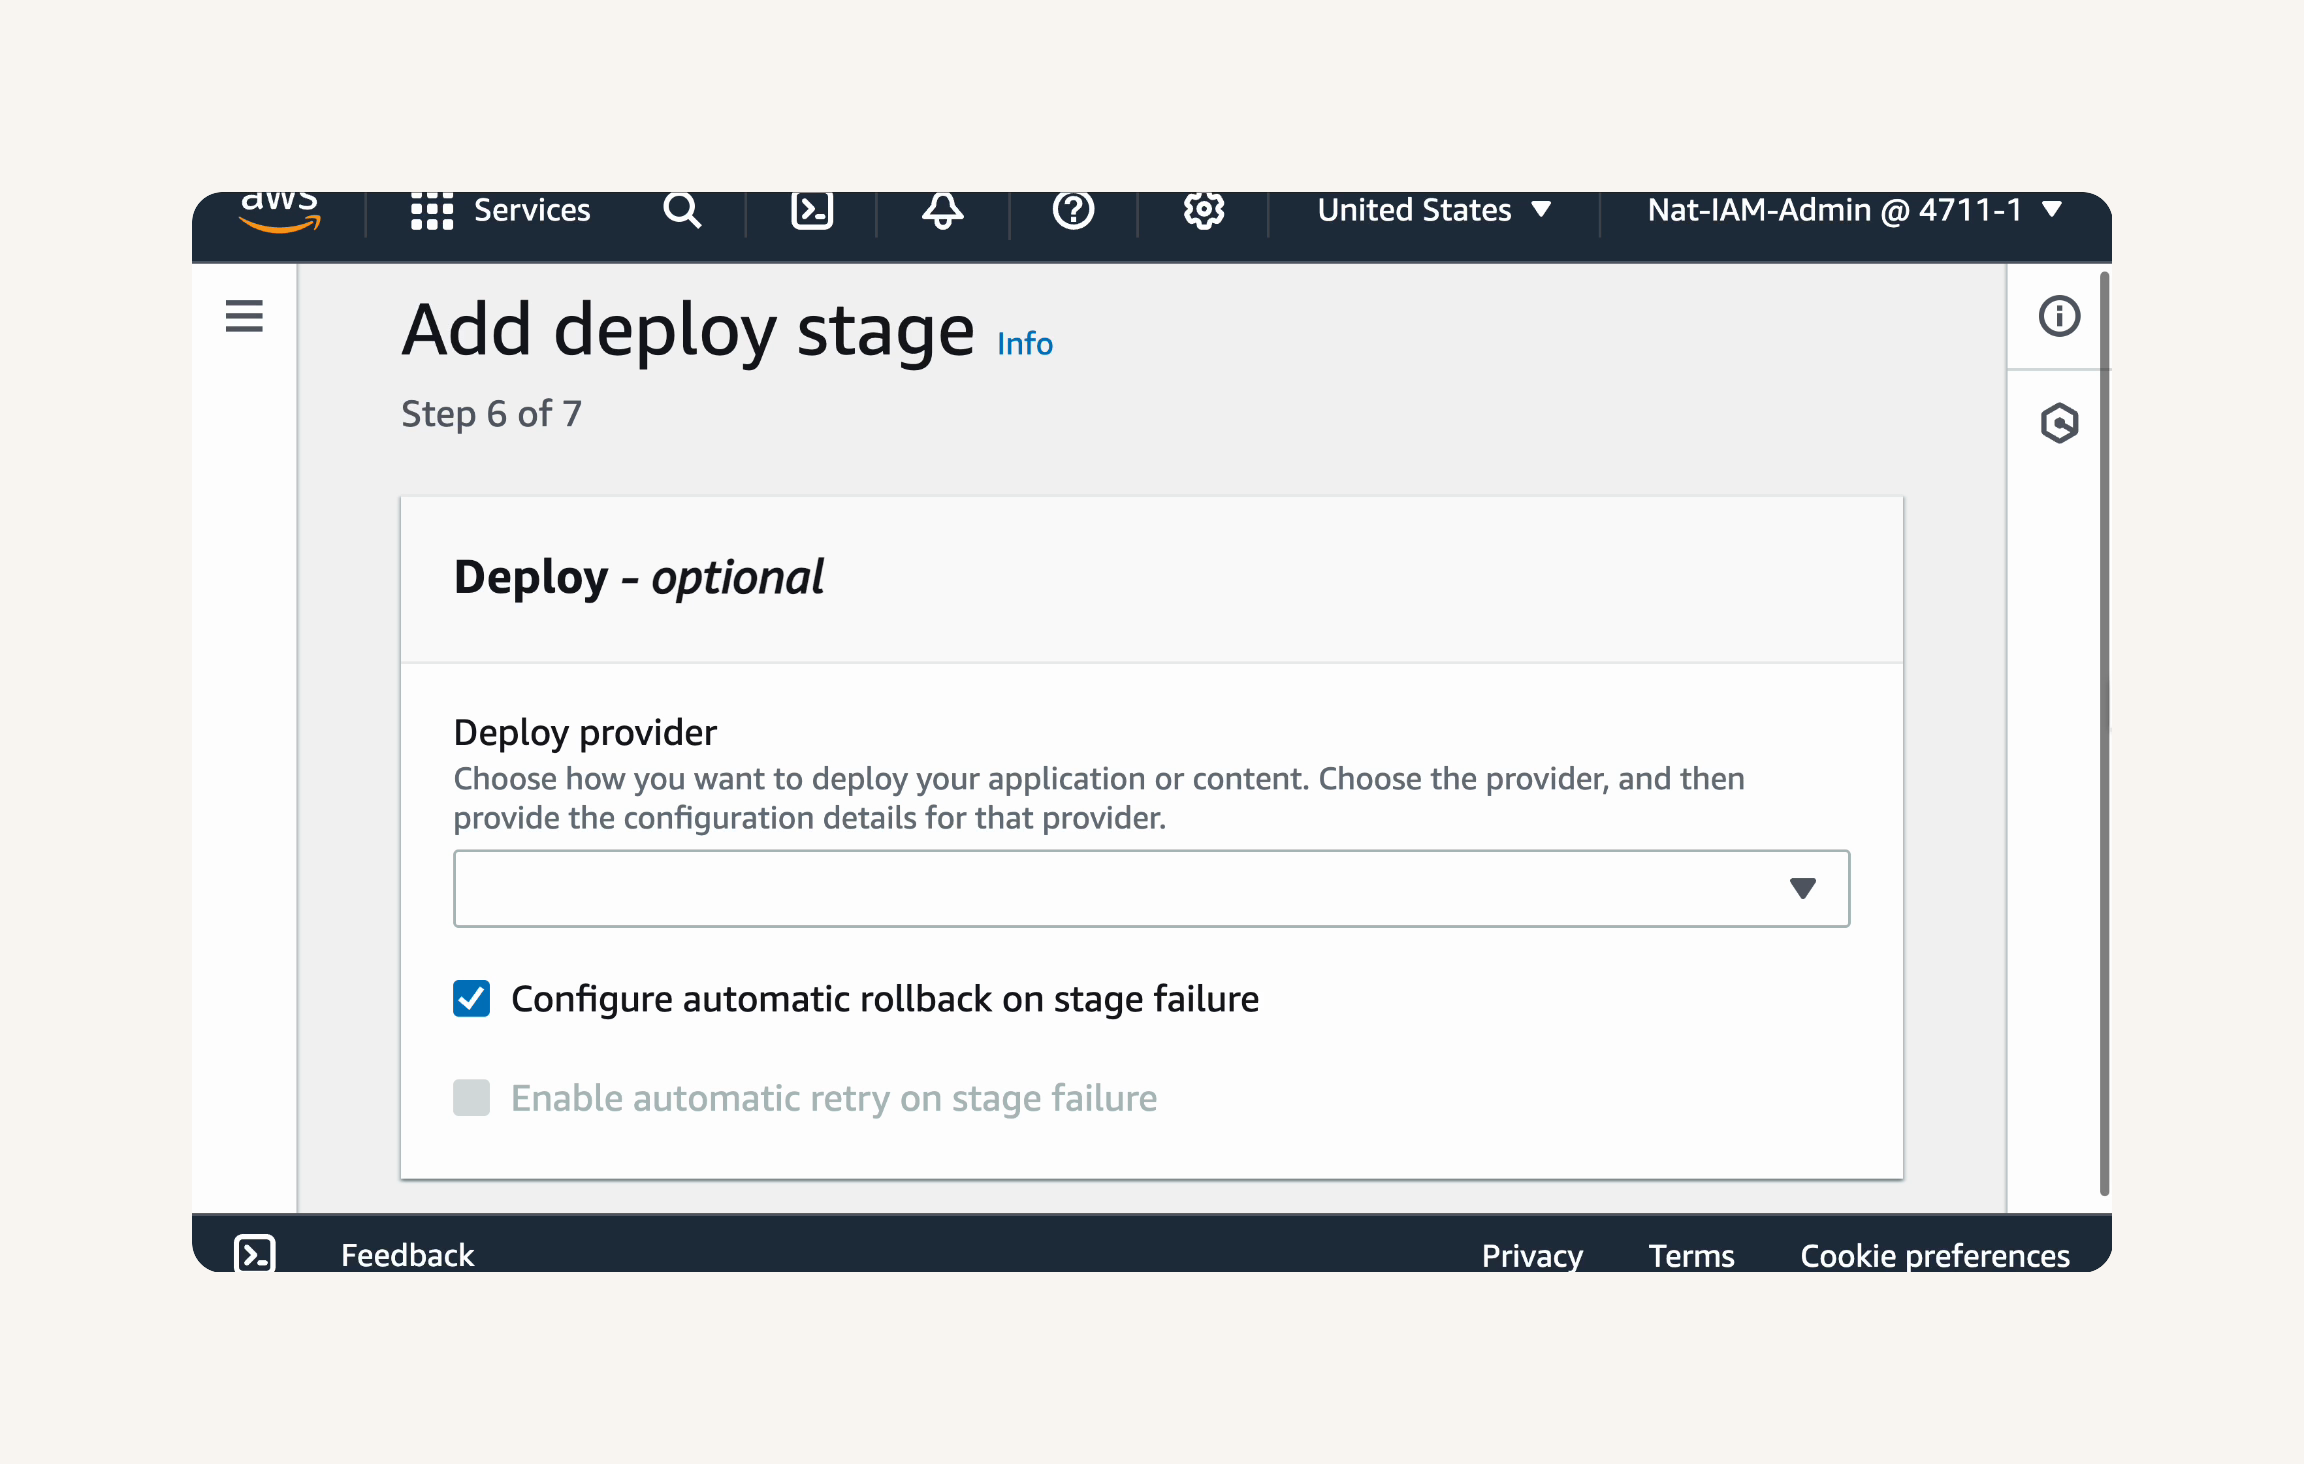 aws
Services
United States
Nat-IAM-Admin @ 4711-1
Add deploy stage Info
Step 6 of 7
Deploy - optional
Deploy provider
Choose how you want to deploy your application or content. Choose the provider, and then
provide the configuration details for that provider.
Configure automatic rollback on stage failure
Enable automatic retry on stage failure
Feedback
Privacy
Terms
Cookie preferences